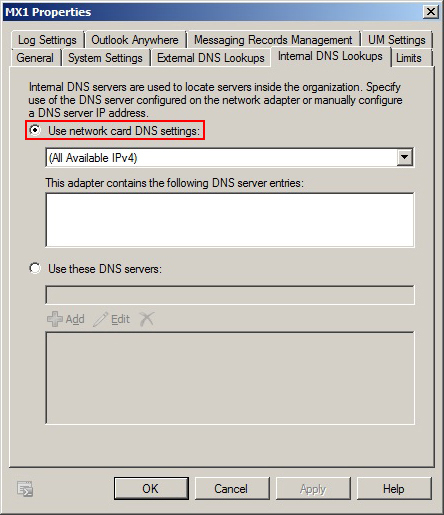 MX1 Properties
Log Settings Outlook Anywhere Messaging Records Management UM Settings
General System Settings External DNS Lookups Internal DNS Lookups Limits
Internal DNS servers are used to locate servers inside the organization. Specify
use of the DNS server configured on the network adapter or manually configure
a DNS server IP address.
Use network card DNS settings:
(All Available IPv4)
This adapter contains the following DNS server entries:
Use these DNS servers:
Add Edit
OK Cancel Apply Help